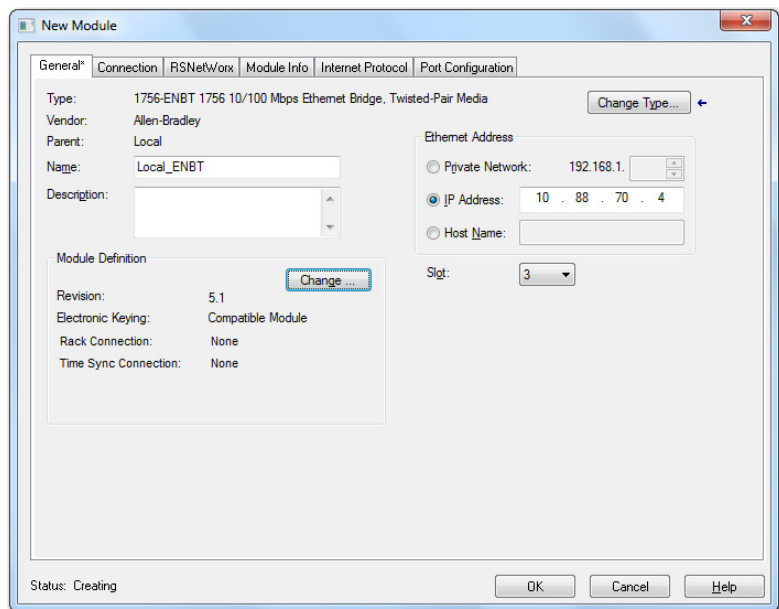 New Module
General* Connection RSNetWorx Module Info Internet Protocol Port Configuration
Type: 1756-ENBT 1756 10/100 Mbps Ethernet Bridge, Twisted-Pair Media
Change Type...
Vendor: Allen-Bradley
Parent: Local
Name: Local_ENBT
Description:
Ethernet Address
Private Network: 192.168.1.
IP Address: 10 . 88 . 70 . 4
Host Name:
Module Definition
Change ...
Revision: 5.1
Electronic Keying: Compatible Module
Rack Connection: None
Time Sync Connection: None
Slot: 3
Status: Creating
OK Cancel Help